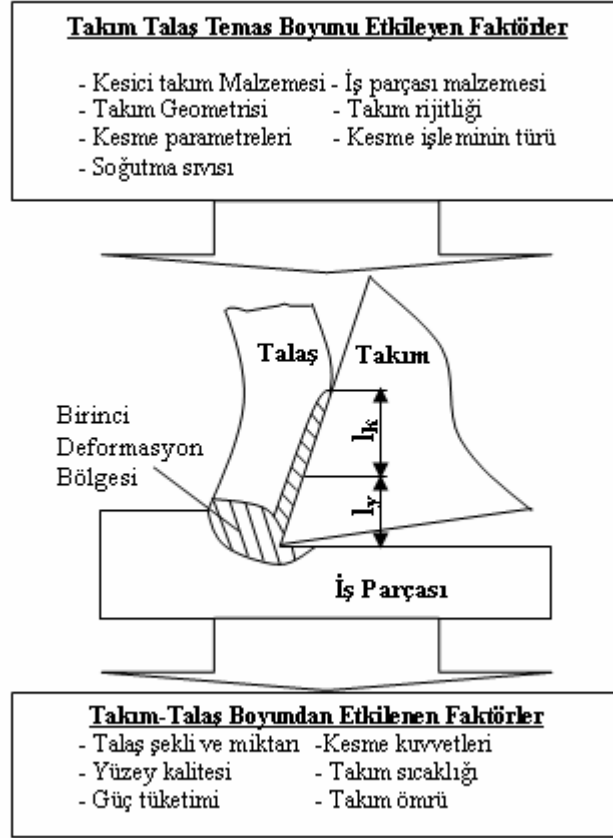 Takım Talaş Temas Boyunu Etkileyen Faktörler
- Kesici takım Malzemesi - İş parçası malzemesi
- Takım Geometrisi - Takım rijitliği
- Kesme parametreleri - Kesme işleminin türü
- Soğutma sıvısı
Talaş Takım
Birinci
Deformasyon
Bölgesi
lk
ly
İş Parçası
Takım-Talaş Boyundan Etkilenen Faktörler
- Talaş şekli ve miktarı -Kesme kuvvetleri
- Yüzey kalitesi - Takım sıcaklığı
- Güç tüketimi - Takım ömrü